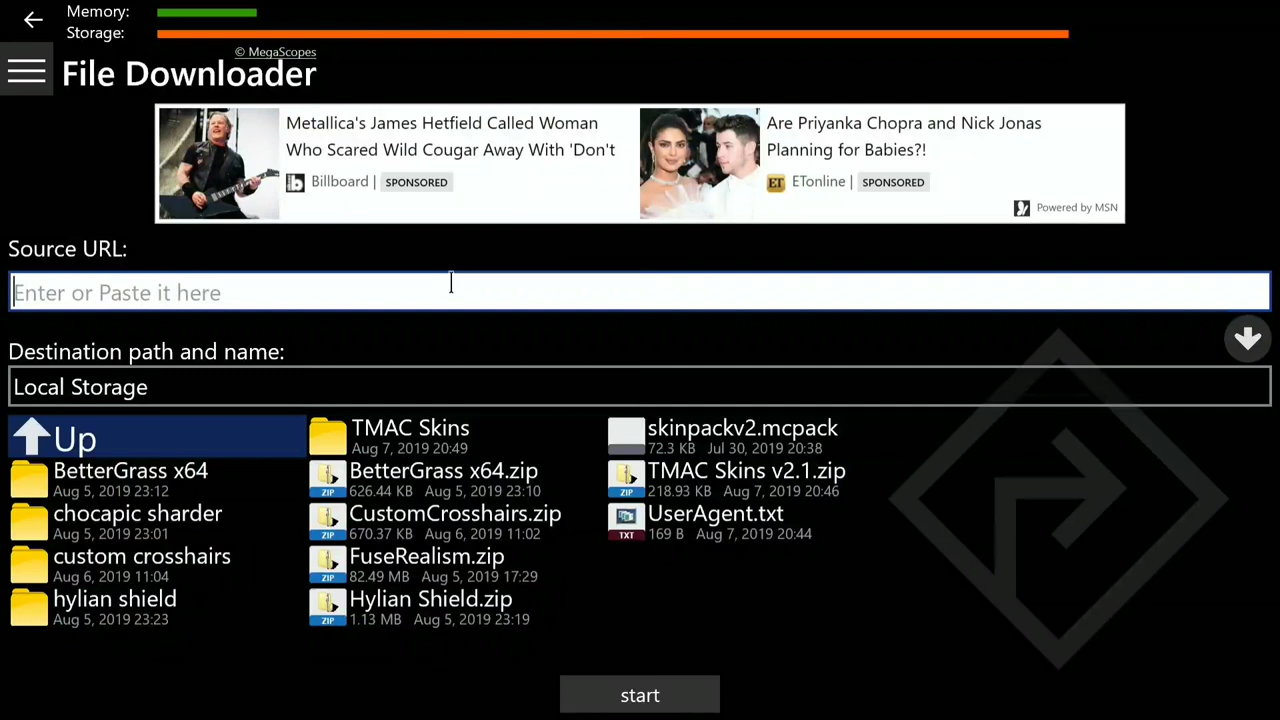 Memory:
Storage:
© MegaScopes
File Downloader
Metallica's James Hetfield Called Woman
Who Scared Wild Cougar Away With 'Don't
Billboard | SPONSORED
Are Priyanka Chopra and Nick Jonas
Planning for Babies?!
ET ETonline | SPONSORED
Powered by MSN
Source URL:
Enter or Paste it here
Destination path and name:
Local Storage
Up
BetterGrass x64
Aug 5, 2019 23:12
chocapic sharder
Aug 5, 2019 23:01
custom crosshairs
Aug 6, 2019 11:04
hylian shield
Aug 5, 2019 23:23
TMAC Skins
Aug 7, 2019 20:49
BetterGrass x64.zip
ZIP 626.44 KB Aug 5, 2019 23:10
CustomCrosshairs.zip
ZIP 670.37 KB Aug 6, 2019 11:02
FuseRealism.zip
ZIP 82.49 MB Aug 5, 2019 17:29
Hylian Shield.zip
ZIP 1.13 MB Aug 5, 2019 23:19
skinpackv2.mcpack
72.3 KB Jul 30, 2019 20:38
TMAC Skins v2.1.zip
ZIP 218.93 KB Aug 7, 2019 20:46
UserAgent.txt
TXT 169 B Aug 7, 2019 20:44
start